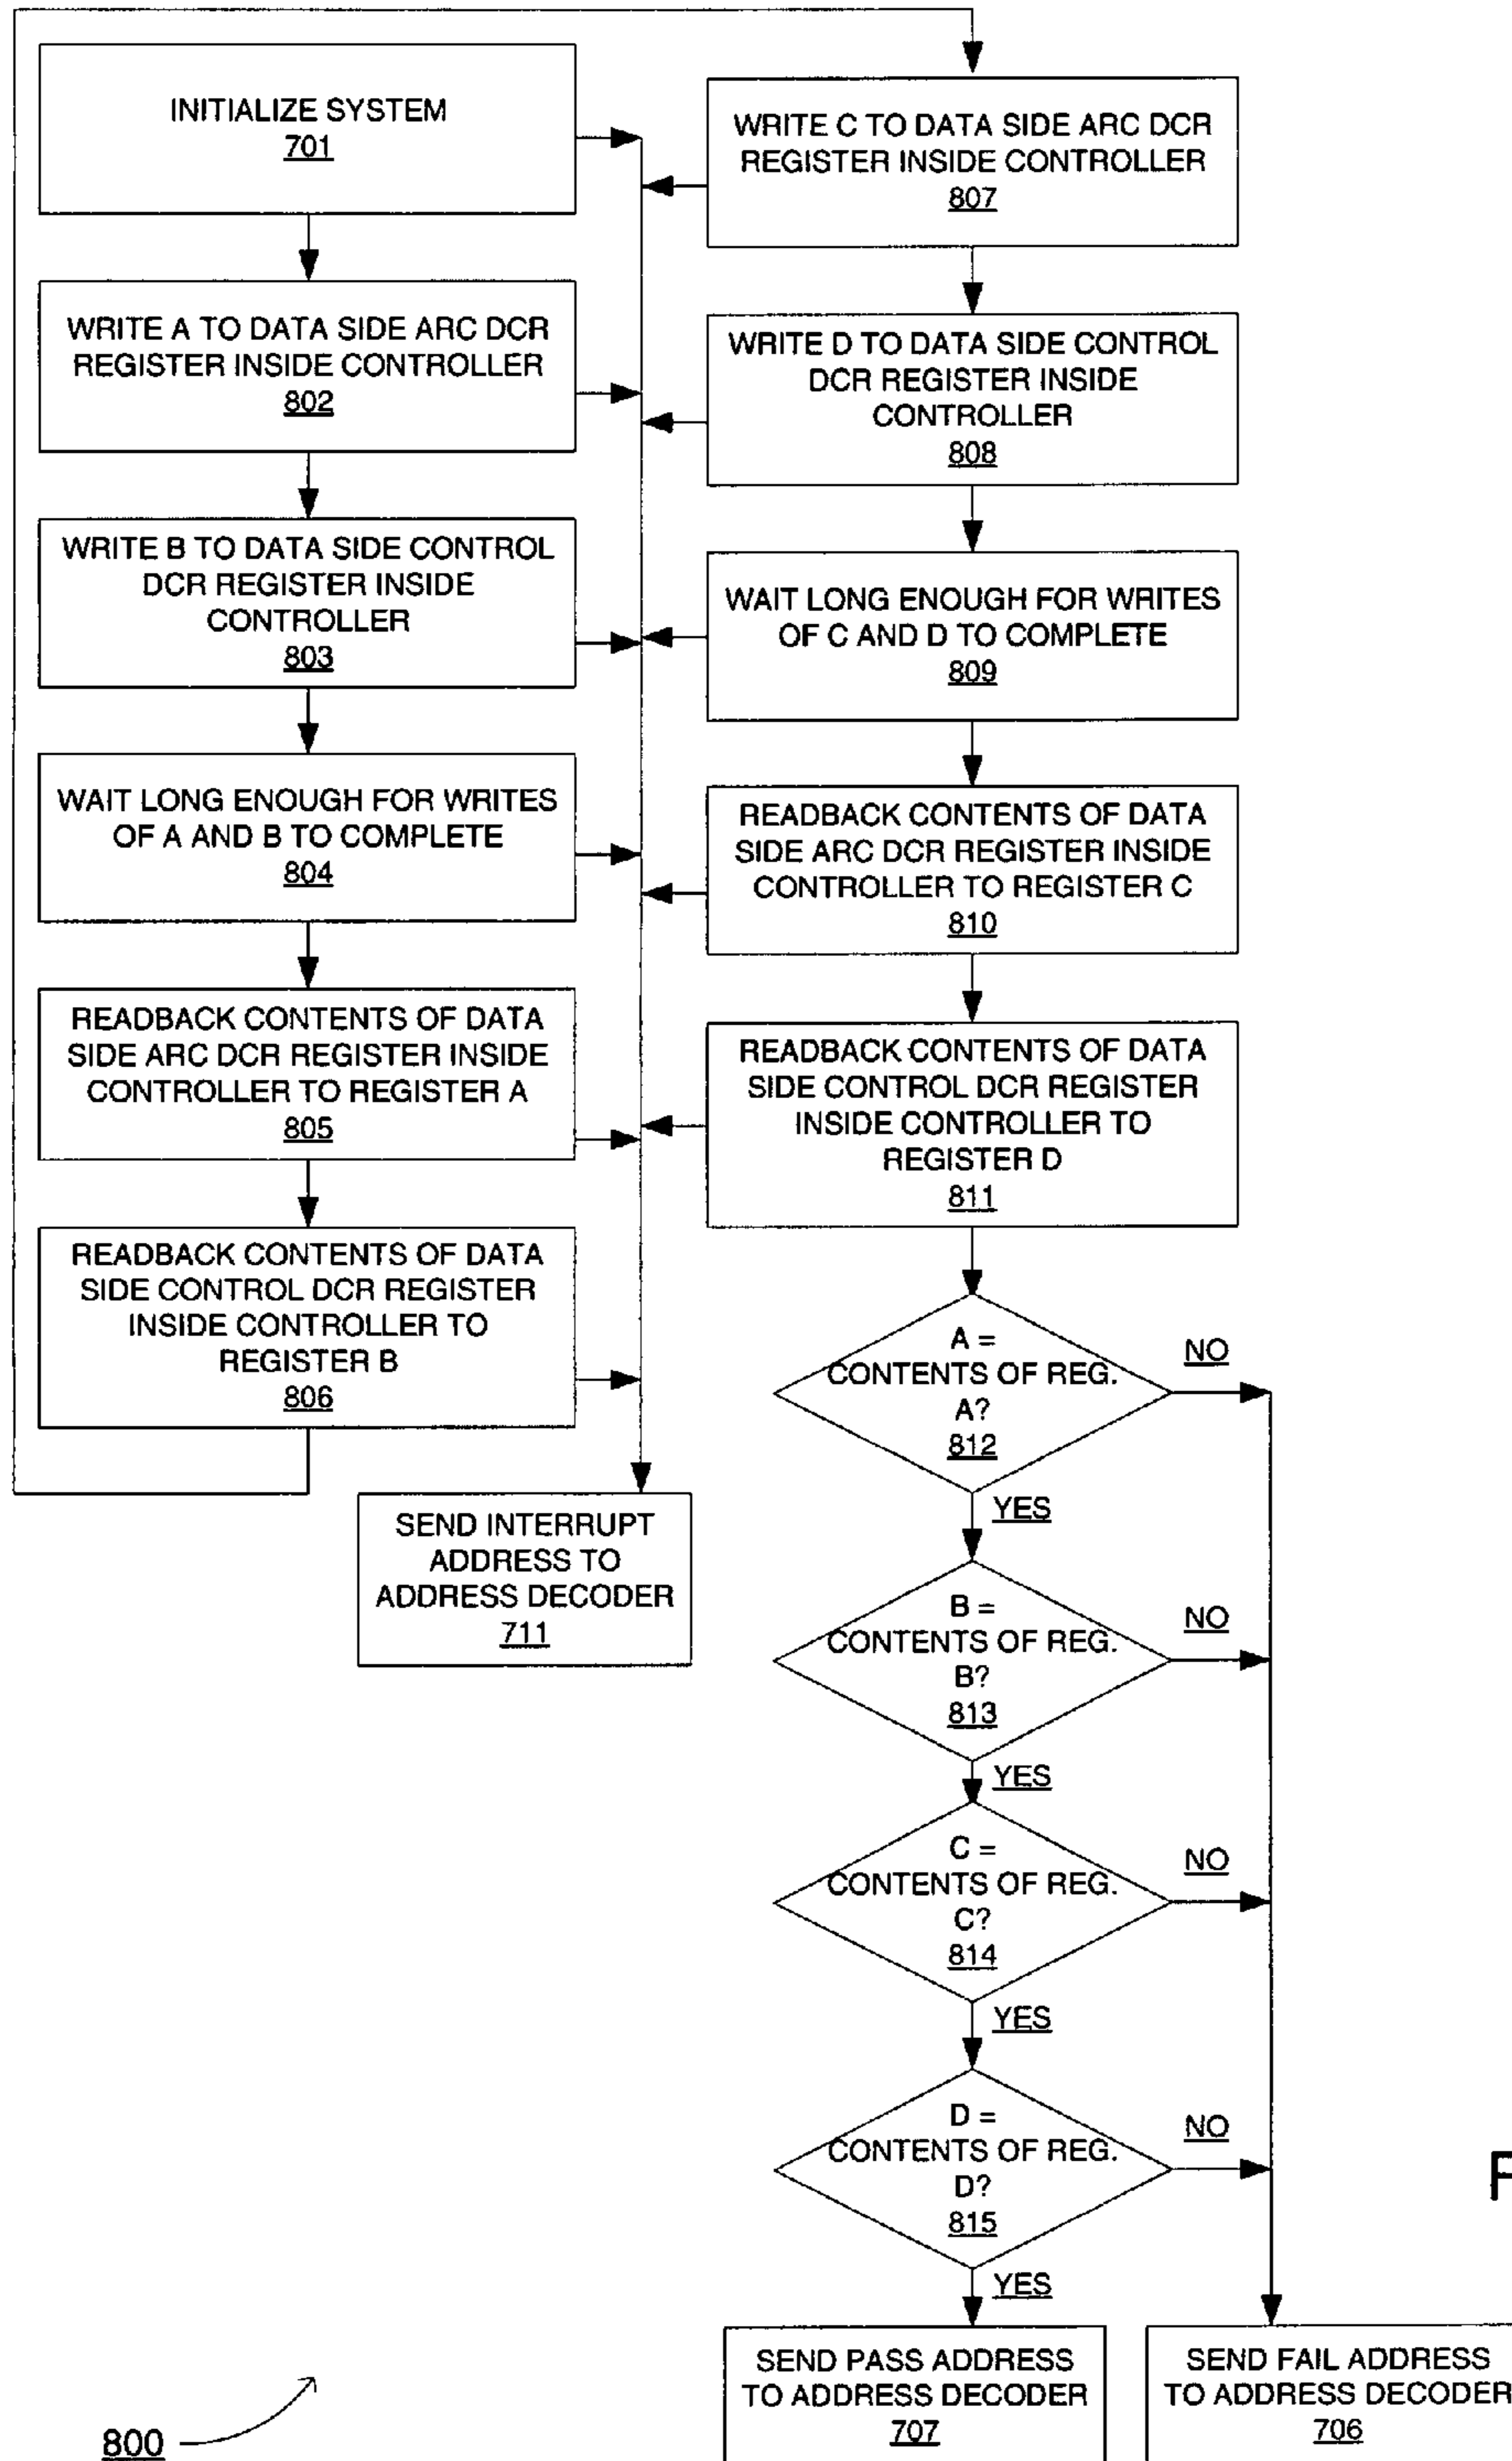 INITIALIZE SYSTEM
701
WRITE A TO DATA SIDE ARC DCR
REGISTER INSIDE CONTROLLER
802
WRITE B TO DATA SIDE CONTROL
DCR REGISTER INSIDE
CONTROLLER
803
WAIT LONG ENOUGH FOR WRITES
OF A AND B TO COMPLETE
804
READBACK CONTENTS OF DATA
SIDE ARC DCR REGISTER INSIDE
CONTROLLER TO REGISTER A
805
READBACK CONTENTS OF DATA
SIDE CONTROL DCR REGISTER
INSIDE CONTROLLER TO
REGISTER B
806
SEND INTERRUPT
ADDRESS TO
ADDRESS DECODER
711
WRITE C TO DATA SIDE ARC DCR
REGISTER INSIDE CONTROLLER
807
WRITE D TO DATA SIDE CONTROL
DCR REGISTER INSIDE
CONTROLLER
808
WAIT LONG ENOUGH FOR WRITES
OF C AND D TO COMPLETE
809
READBACK CONTENTS OF DATA
SIDE ARC DCR REGISTER INSIDE
CONTROLLER TO REGISTER C
810
READBACK CONTENTS OF DATA
SIDE CONTROL DCR REGISTER
INSIDE CONTROLLER TO
REGISTER D
811
A =
CONTENTS OF REG.
A?
812
NO
YES
B =
CONTENTS OF REG.
B?
813
NO
YES
C =
CONTENTS OF REG.
C?
814
NO
YES
D =
CONTENTS OF REG.
D?
815
NO
YES
SEND PASS ADDRESS
TO ADDRESS DECODER
707
SEND FAIL ADDRESS
TO ADDRESS DECODER
706
800